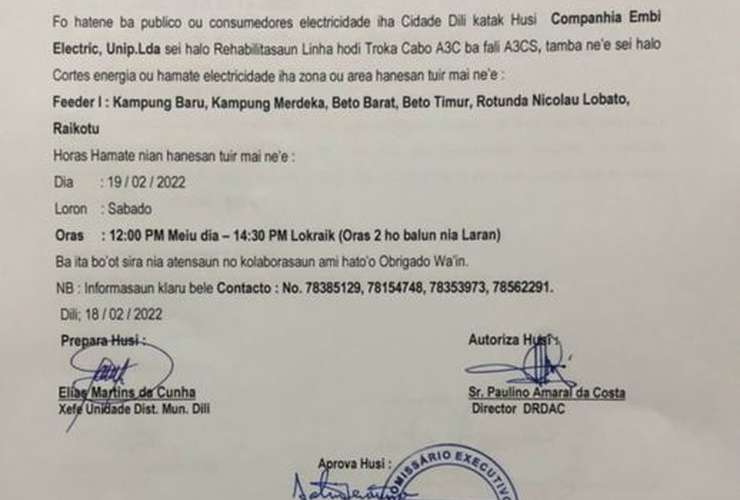 Fo hatene ba publico ou consumedores electricidade iha Cidade Dili katak Husi Companhia Embi
Electric, Unip.Lda sei halo Rehabilitasaun Linha hodi Troka Cabo A3C ba fali A3CS, tamba ne'e sei halo
Cortes energia ou hamate electricidade iha zona ou area hanesan tuir mai ne'e :
Feeder I : Kampung Baru, Kampung Merdeka, Beto Barat, Beto Timur, Rotunda Nicolau Lobato,
Raikotu
Horas Hamate nian hanesan tuir mai ne'e :
Dia : 19 / 02 / 2022
Loron : Sabado
Oras : 12:00 PM Meiu dia – 14:30 PM Lokraik (Oras 2 ho balun nia Laran)
Ba ita bo'ot sira nia atensaun no kolaborasaun ami hato'o Obrigado Wa'in.
NB : Informasaun klaru bele Contacto : No. 78385129, 78154748, 78353973, 78562291.
Dili; 18 / 02 / 2022
Prepara Husi : Autoriza Husi :
Elias Martins da Cunha Sr. Paulino Amaral da Costa
Xefe Unidade Dist. Mun. Dili Director DRDAC
Aprova Husi :
OMISSÁRIO EXECUTIVO